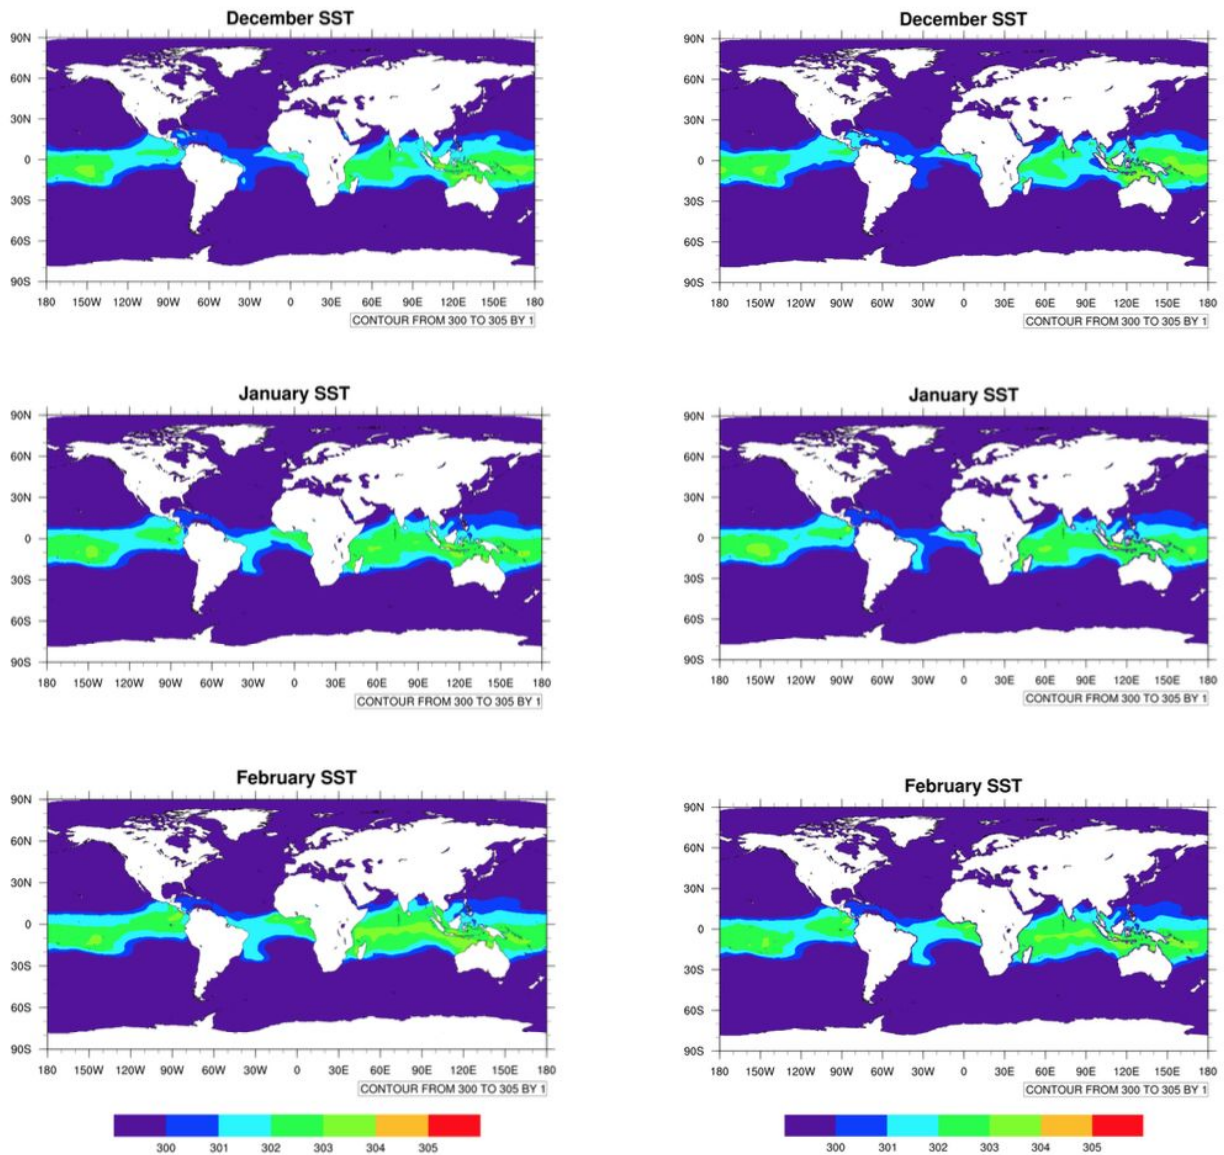 December SST
90N
60N
30N
0
30S
60S
90S
180 150W 120W 90W 60W 30W 0 30E 60E 90E 120E 150E 180
CONTOUR FROM 300 TO 305 BY 1
December SST
90N
60N
30N
0
30S
60S
90S
180 150W 120W 90W 60W 30W 0 30E 60E 90E 120E 150E 180
CONTOUR FROM 300 TO 305 BY 1
January SST
90N
60N
30N
0
30S
60S
90S
180 150W 120W 90W 60W 30W 0 30E 60E 90E 120E 150E 180
CONTOUR FROM 300 TO 305 BY 1
January SST
90N
60N
30N
0
30S
60S
90S
180 150W 120W 90W 60W 30W 0 30E 60E 90E 120E 150E 180
CONTOUR FROM 300 TO 305 BY 1
February SST
90N
60N
30N
0
30S
60S
90S
180 150W 120W 90W 60W 30W 0 30E 60E 90E 120E 150E 180
CONTOUR FROM 300 TO 305 BY 1
300 301 302 303 304 305
February SST
90N
60N
30N
0
30S
60S
90S
180 150W 120W 90W 60W 30W 0 30E 60E 90E 120E 150E 180
CONTOUR FROM 300 TO 305 BY 1
300 301 302 303 304 305